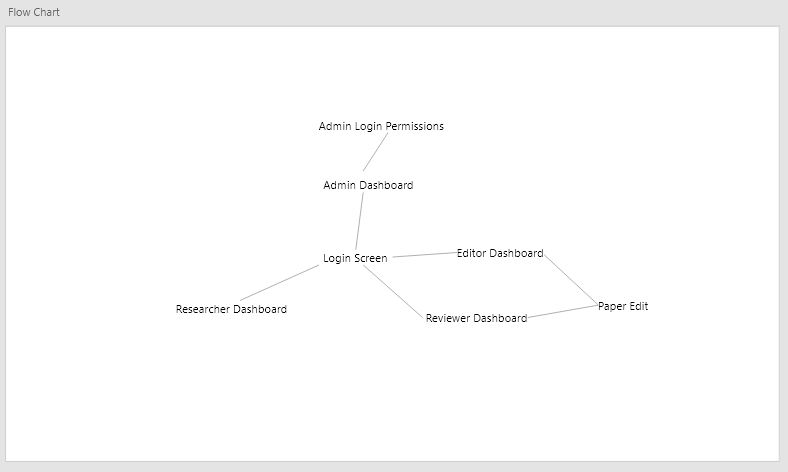 Flow Chart
Admin Login Permissions
Admin Dashboard
Login Screen
Editor Dashboard
Researcher Dashboard
Reviewer Dashboard
Paper Edit